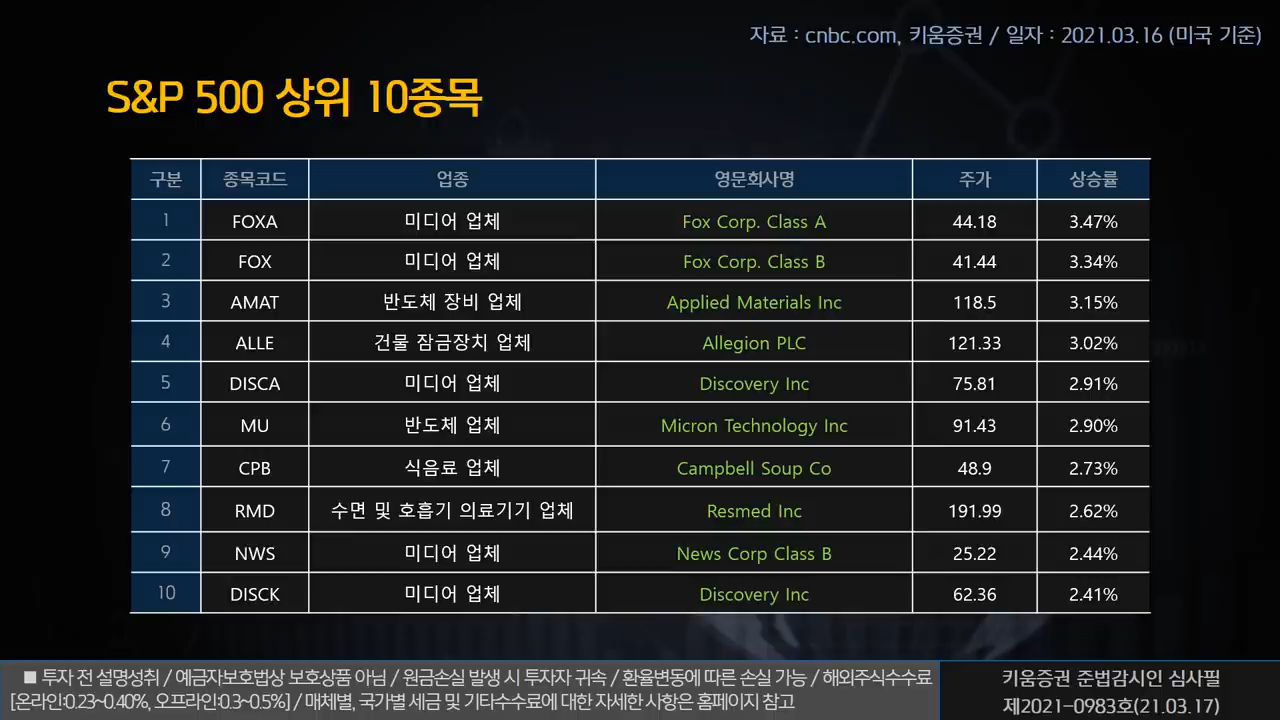 자료 : cnbc.com, 키움증권 / 일자 : 2021.03.16 (미국 기준)
S&P 500 상위 10종목
구분 종목코드 업종 영문회사명 주가 상승률
1 FOXA 미디어 업체 Fox Corp. Class A 44.18 3.47%
2 FOX 미디어 업체 Fox Corp. Class B 41.44 3.34%
3 AMAT 반도체 장비 업체 Applied Materials Inc 118.5 3.15%
4 ALLE 건물 잠금장치 업체 Allegion PLC 121.33 3.02%
5 DISCA 미디어 업체 Discovery Inc 75.81 2.91%
6 MU 반도체 업체 Micron Technology Inc 91.43 2.90%
7 CPB 식음료 업체 Campbell Soup Co 48.9 2.73%
8 RMD 수면 및 호흡기 의료기기 업체 Resmed Inc 191.99 2.62%
9 NWS 미디어 업체 News Corp Class B 25.22 2.44%
10 DISCK 미디어 업체 Discovery Inc 62.36 2.41%
■ 투자 전 설명성취 / 예금자보호법상 보호상품 아님 / 원금손실 발생 시 투자자 귀속 / 환율변동에 따른 손실 가능 / 해외주식수수료
[온라인:0.23~0.40%, 오프라인:0.3~0.5%] / 매체별, 국가별 세금 및 기타수수료에 대한 자세한 사항은 홈페이지 참고
키움증권 준법감시인 심사필
제2021-0983호(21.03.17)